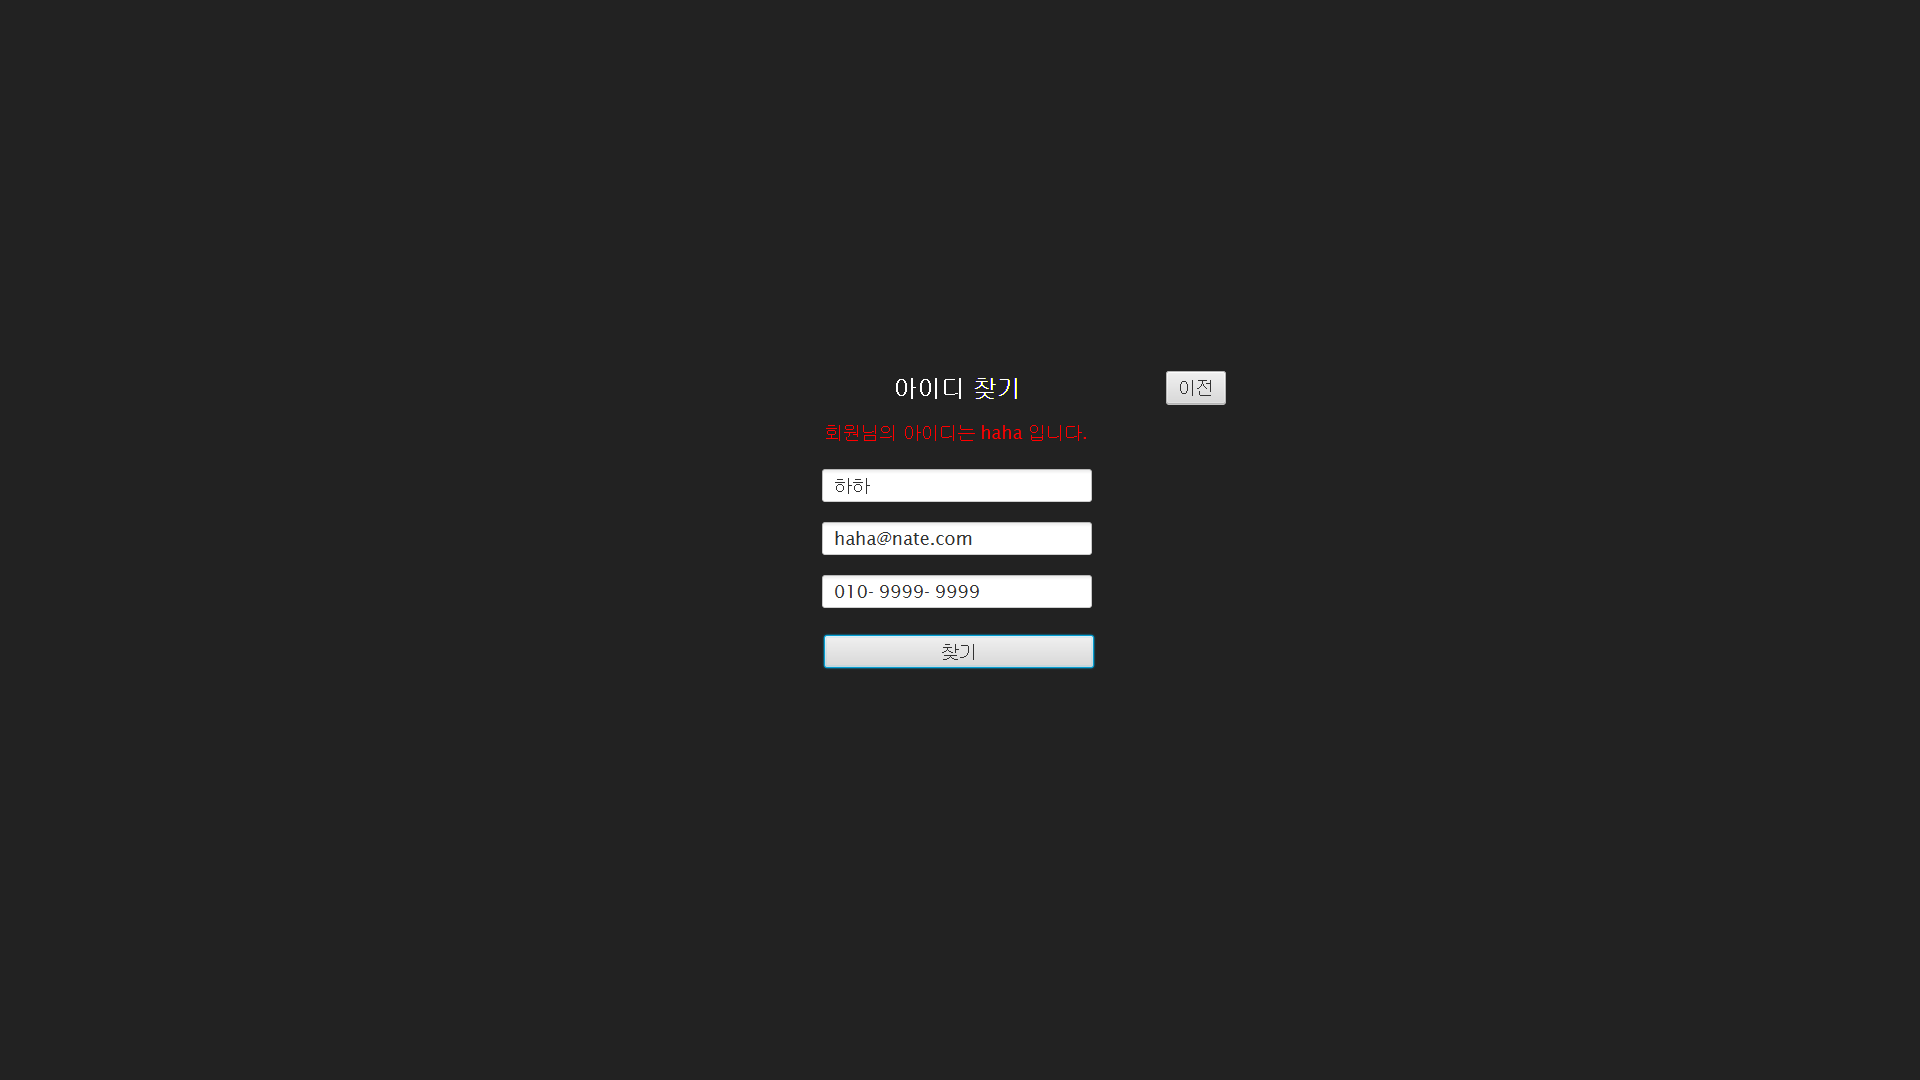 아이디 찾기
이전
회원님의 아이디는 haha 입니다.
하하
haha@nate.com
010- 9999- 9999
찾기